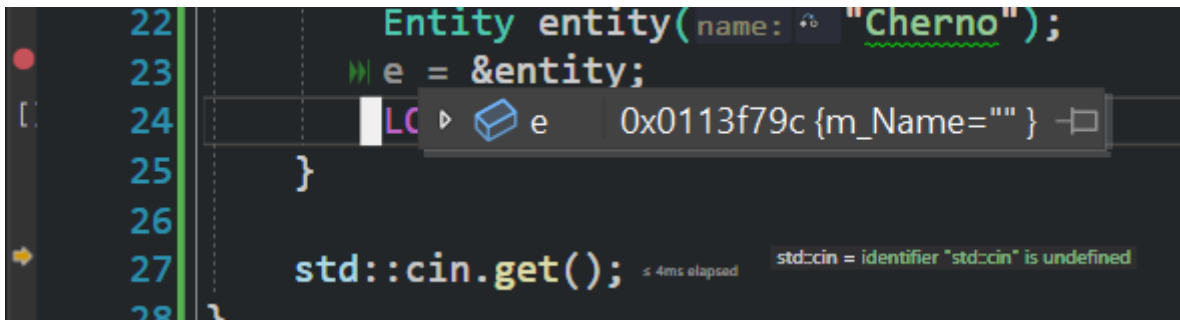 22 Entity entity(name: "Cherno");
23 e = &entity;
24 LO e 0x0113f79c {m_Name="" }
25 }
26
27 std::cin.get(); ≤ 4ms elapsed std::cin = identifier "std::cin" is undefined
28 }